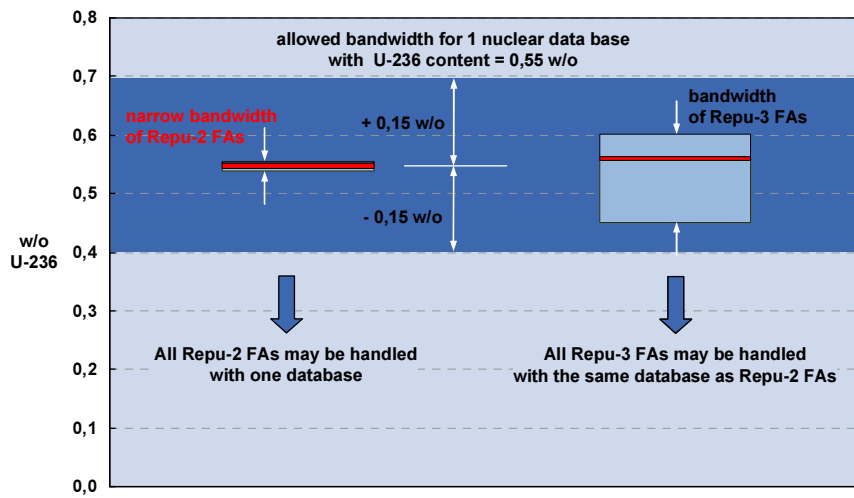 0,8
allowed bandwidth for 1 nuclear data base
with U-236 content = 0,55 w/o
0,7
narrow bandwidth
of Repu-2 FAs
+ 0,15 w/o
bandwidth
of Repu-3 FAs
0,6
0,5
- 0,15 w/o
w/o
U-236
0,4
0,3
All Repu-2 FAs may be handled
with one database
All Repu-3 FAs may be handled
with the same database as Repu-2 FAs
0,2
0,1
0,0